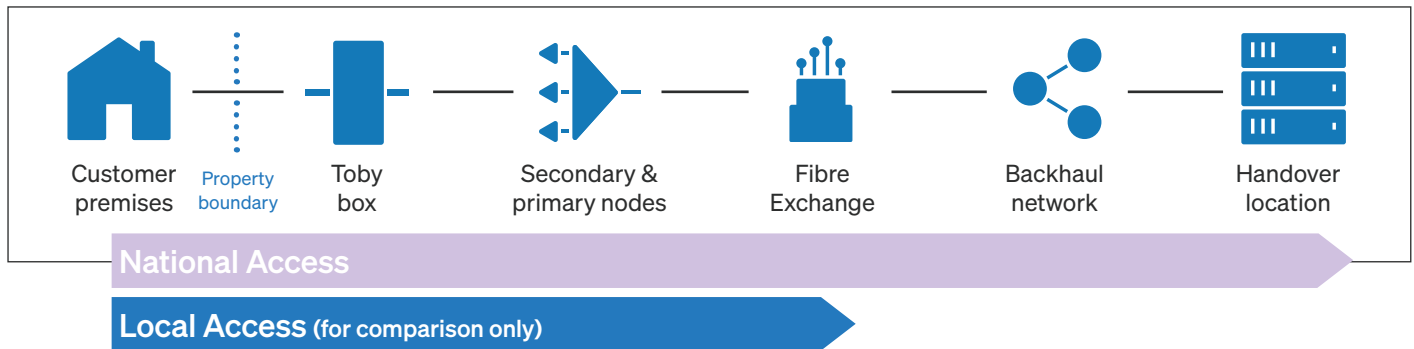 Customer
premises
Property
boundary
Toby
box
Secondary &
primary nodes
Fibre
Exchange
Backhaul
network
Handover
location
National Access
Local Access (for comparison only)